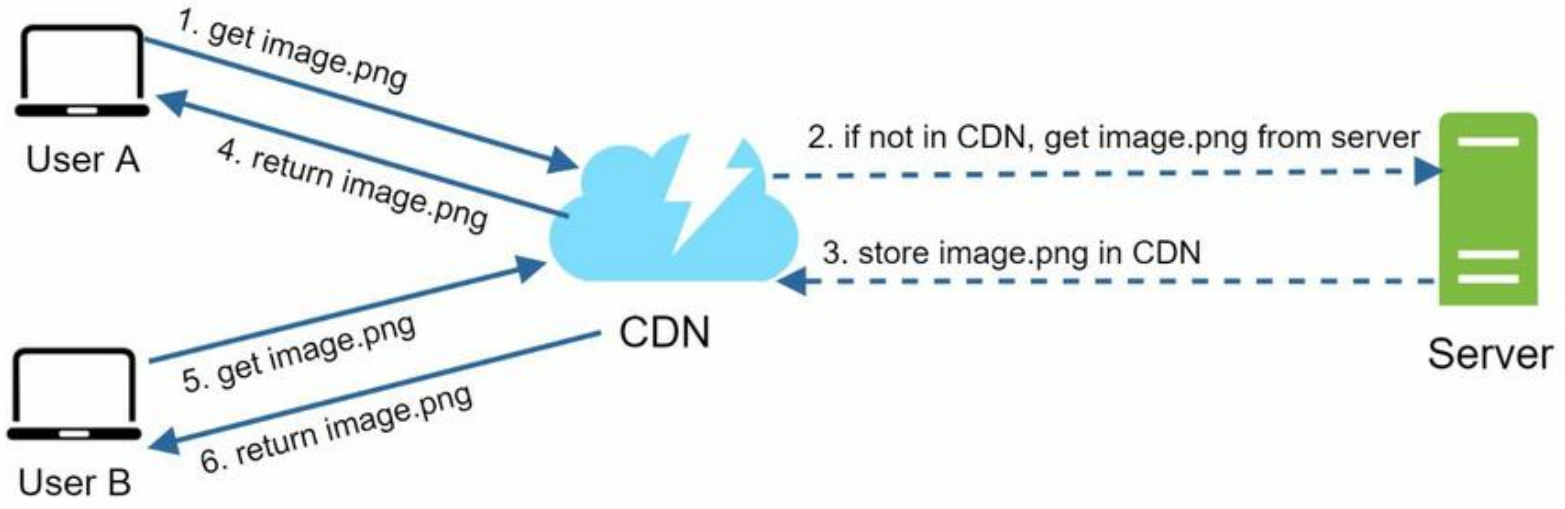 1. get image.png
User A
4. return image.png
2. if not in CDN, get image.png from server
3. store image.png in CDN
CDN
Server
5. get image.png
6. return image.png
User B